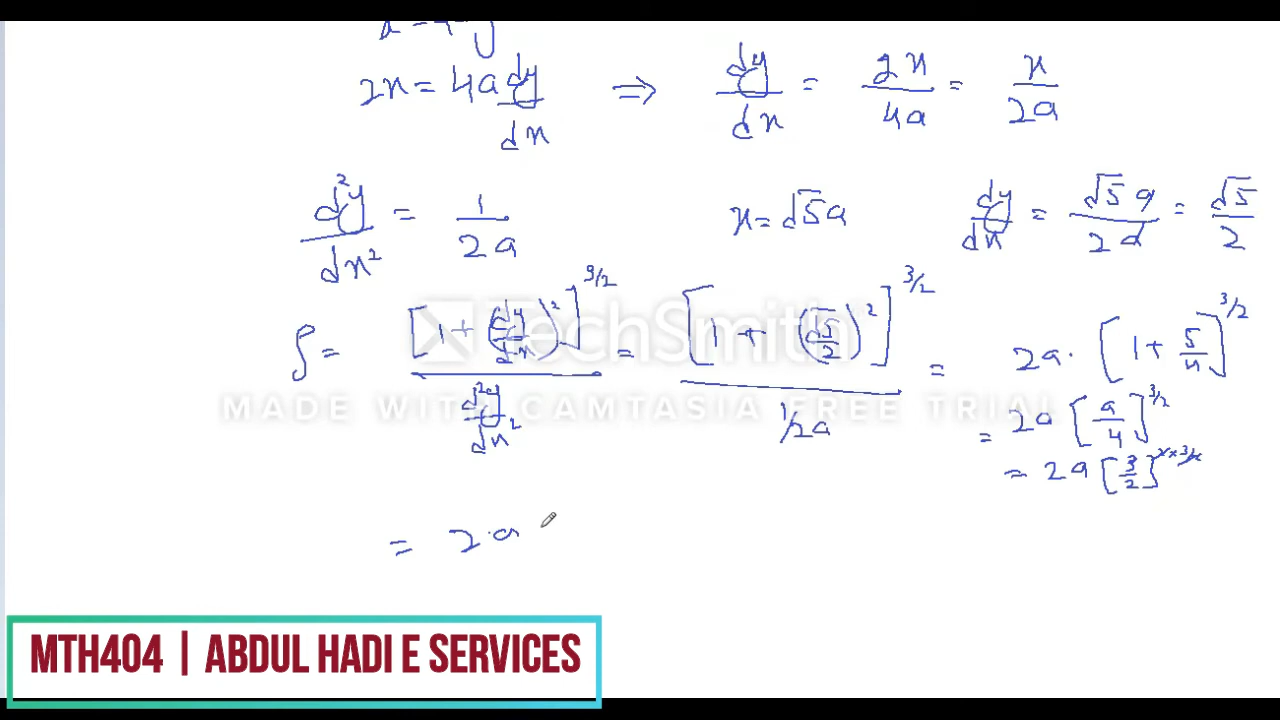 2x = 4a dy/dx ⇒ dy/dx = 2x/4a = x/2a
d²y/dx² = 1/2a x = √5a dy/dx = √5a/2a = √5/2
ρ = [1 + (dy/dx)²]^3/2 / d²y/dx² = [1 + (√5/2)²]^3/2 / 1/2a = 2a · [1 + 5/4]^3/2
= 2a [9/4]^3/2
= 2a [3/2]^2×3/2
= 2·a
TechSmith
MADE WITH CAMTASIA FREE TRIAL
MTH404 | ABDUL HADI E SERVICES